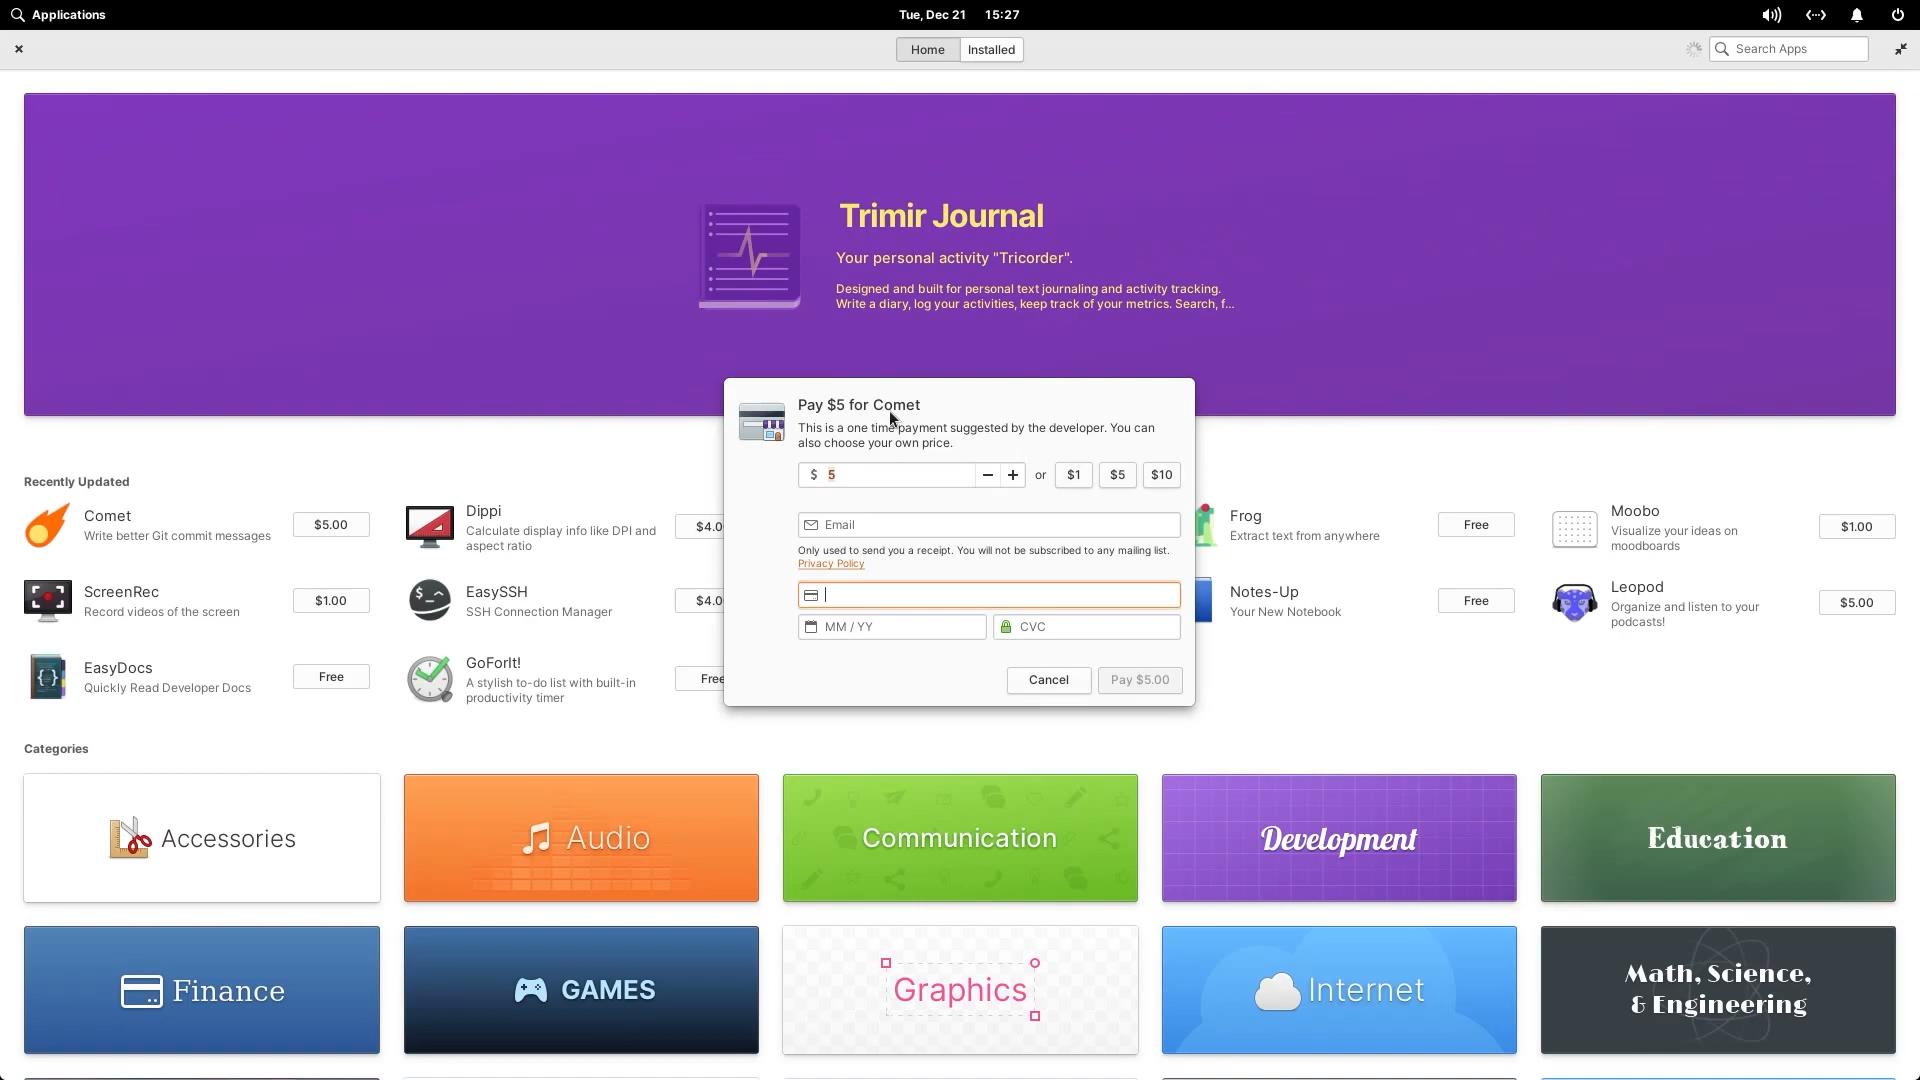 Applications
Tue, Dec 21 15:27
Home
Installed
Search Apps
Trimir Journal
Your personal activity "Tricorder".
Designed and built for personal text journaling and activity tracking.
Write a diary, log your activities, keep track of your metrics. Search, f...
Pay $5 for Comet
This is a one time payment suggested by the developer. You can
also choose your own price.
$ 5
or
$1
$5
$10
Email
Only used to send you a receipt. You will not be subscribed to any mailing list.
Privacy Policy
MM / YY
CVC
Cancel
Pay $5.00
Recently Updated
Comet
Write better Git commit messages
$5.00
Dippi
Calculate display info like DPI and
aspect ratio
$4.0
Frog
Extract text from anywhere
Free
Moobo
Visualize your ideas on
moodboards
$1.00
ScreenRec
Record videos of the screen
$1.00
EasySSH
SSH Connection Manager
$4.0
Notes-Up
Your New Notebook
Free
Leopod
Organize and listen to your
podcasts!
$5.00
EasyDocs
Quickly Read Developer Docs
Free
GoForIt!
A stylish to-do list with built-in
productivity timer
Free
Categories
Accessories
Audio
Communication
Development
Education
Finance
GAMES
Graphics
Internet
Math, Science,
& Engineering